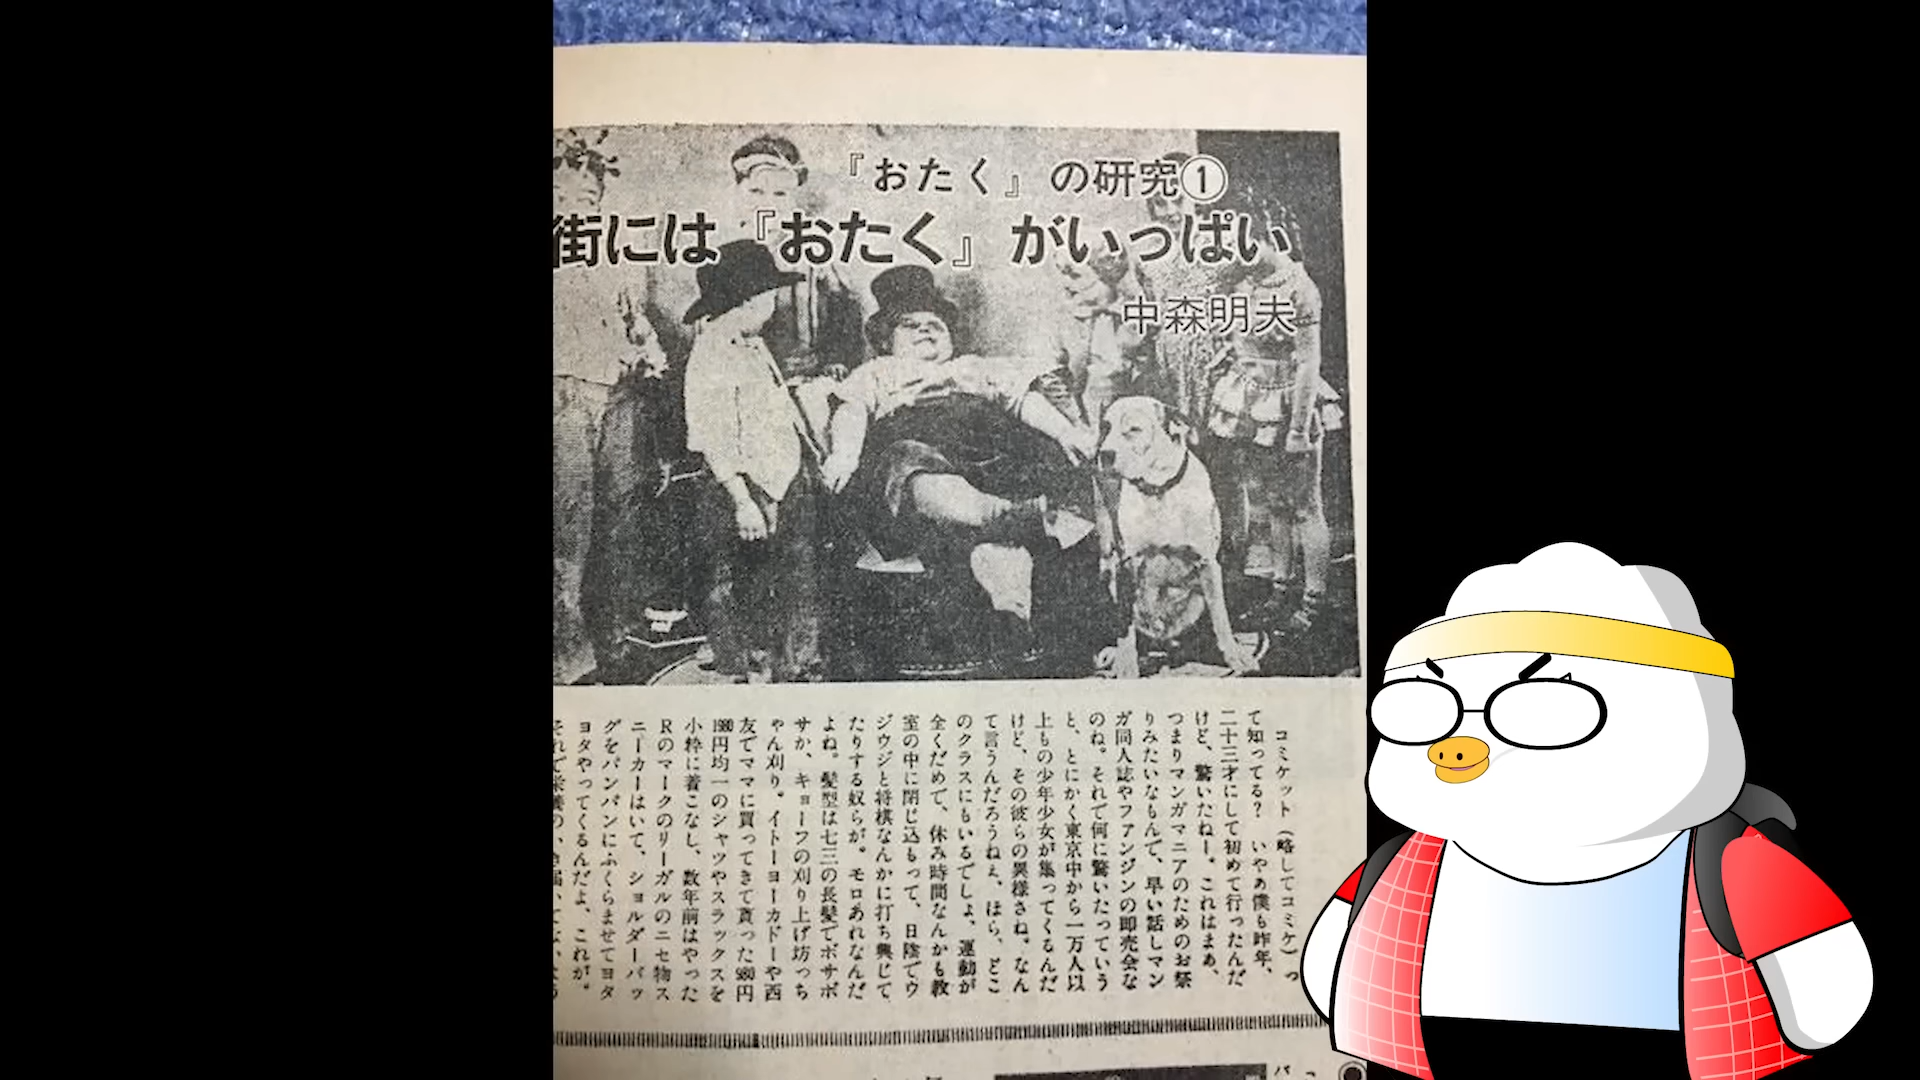 『おたく』の研究①
街には『おたく』がいっぱい
中森明夫
コミケット（略してコミケ）っ
て知ってる？　いやあ僕も昨年、
二十三才にして初めて行ったんだ
けど、驚いたねー。これはまあ、
つまりマンガマニアのためのお祭
りみたいなもんで、早い話しマン
ガ同人誌やファンジンの即売会な
のね。それで何に驚いたっていう
と、とにかく東京中から一万人以
上もの少年少女が集ってくるんだ
けど、その彼らの異様さね。なん
て言うんだろうねぇ、ほら、どこ
のクラスにもいるでしょ、運動が
全くだめで、休み時間なんかも教
室の中に閉じ込もって、日陰でウ
ジウジと将棋なんかに打ち興じて
たりする奴らが。モロあれなんだ
よね。髪型は七三の長髪でボサボ
サか、キョーフの刈り上げ坊っち
ゃん刈り。イトーヨーカドーや西
友でママに買ってきて貰った980円
1980円均一のシャツやスラックスを
小粋に着こなし、数年前はやった
Rのマークのリーガルのニセ物ス
ニーカーはいて、ショルダーバッ
グをパンパンにふくらませてヨタ
ヨタやってくるんだよ、これが。
それで栄養の